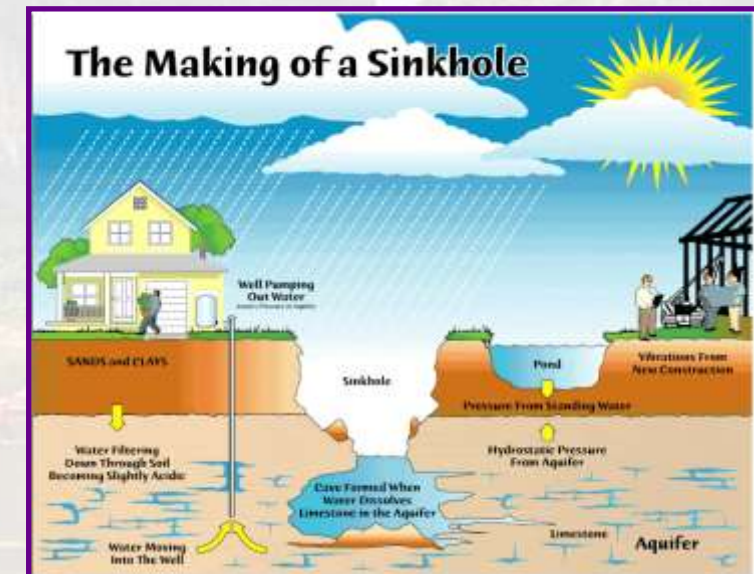 The Making of a Sinkhole
Well Pumping
Out Water
SANDS and CLAYS
Sinkhole
Pond
Vibrations From
New Construction
Pressure From Standing Water
Water Filtering
Down Through Soil
Becoming Slightly Acidic
Hydrostatic Pressure
From Aquifer
Cave Formed When
Water Dissolves
Limestone in the Aquifer
Limestone
Aquifer
Water Moving
Into The Well